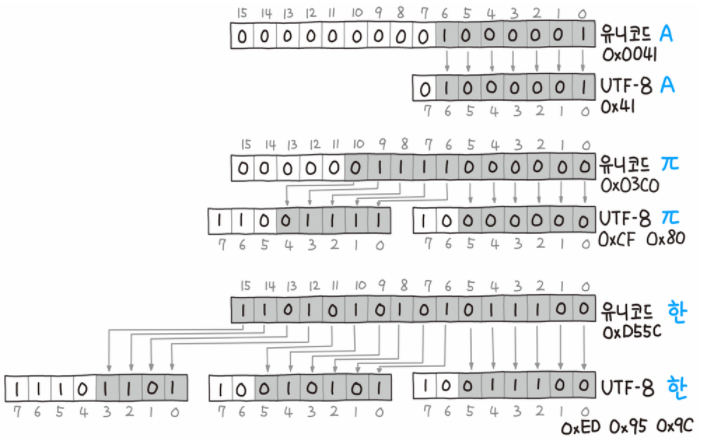 15 14 13 12 11 10 9 8 7 6 5 4 3 2 1 0
0 0 0 0 0 0 0 0 0 1 0 0 0 0 0 1 유니코드 A
0x0041
0 1 0 0 0 0 0 1 UTF-8 A
7 6 5 4 3 2 1 0 0x41
15 14 13 12 11 10 9 8 7 6 5 4 3 2 1 0
0 0 0 0 0 0 1 1 1 1 0 0 0 0 0 0 유니코드 π
0x03C0
1 1 0 0 1 1 1 1 1 0 0 0 0 0 0 0 UTF-8 π
7 6 5 4 3 2 1 0 7 6 5 4 3 2 1 0 0xCF 0x80
15 14 13 12 11 10 9 8 7 6 5 4 3 2 1 0
1 1 0 1 0 1 0 1 0 1 0 1 1 1 0 0 유니코드 한
0xD55C
1 1 1 0 1 1 0 1 1 0 0 1 0 1 0 1 1 0 0 1 1 1 0 0 UTF-8 한
7 6 5 4 3 2 1 0 7 6 5 4 3 2 1 0 7 6 5 4 3 2 1 0
0xED 0x95 0x9C